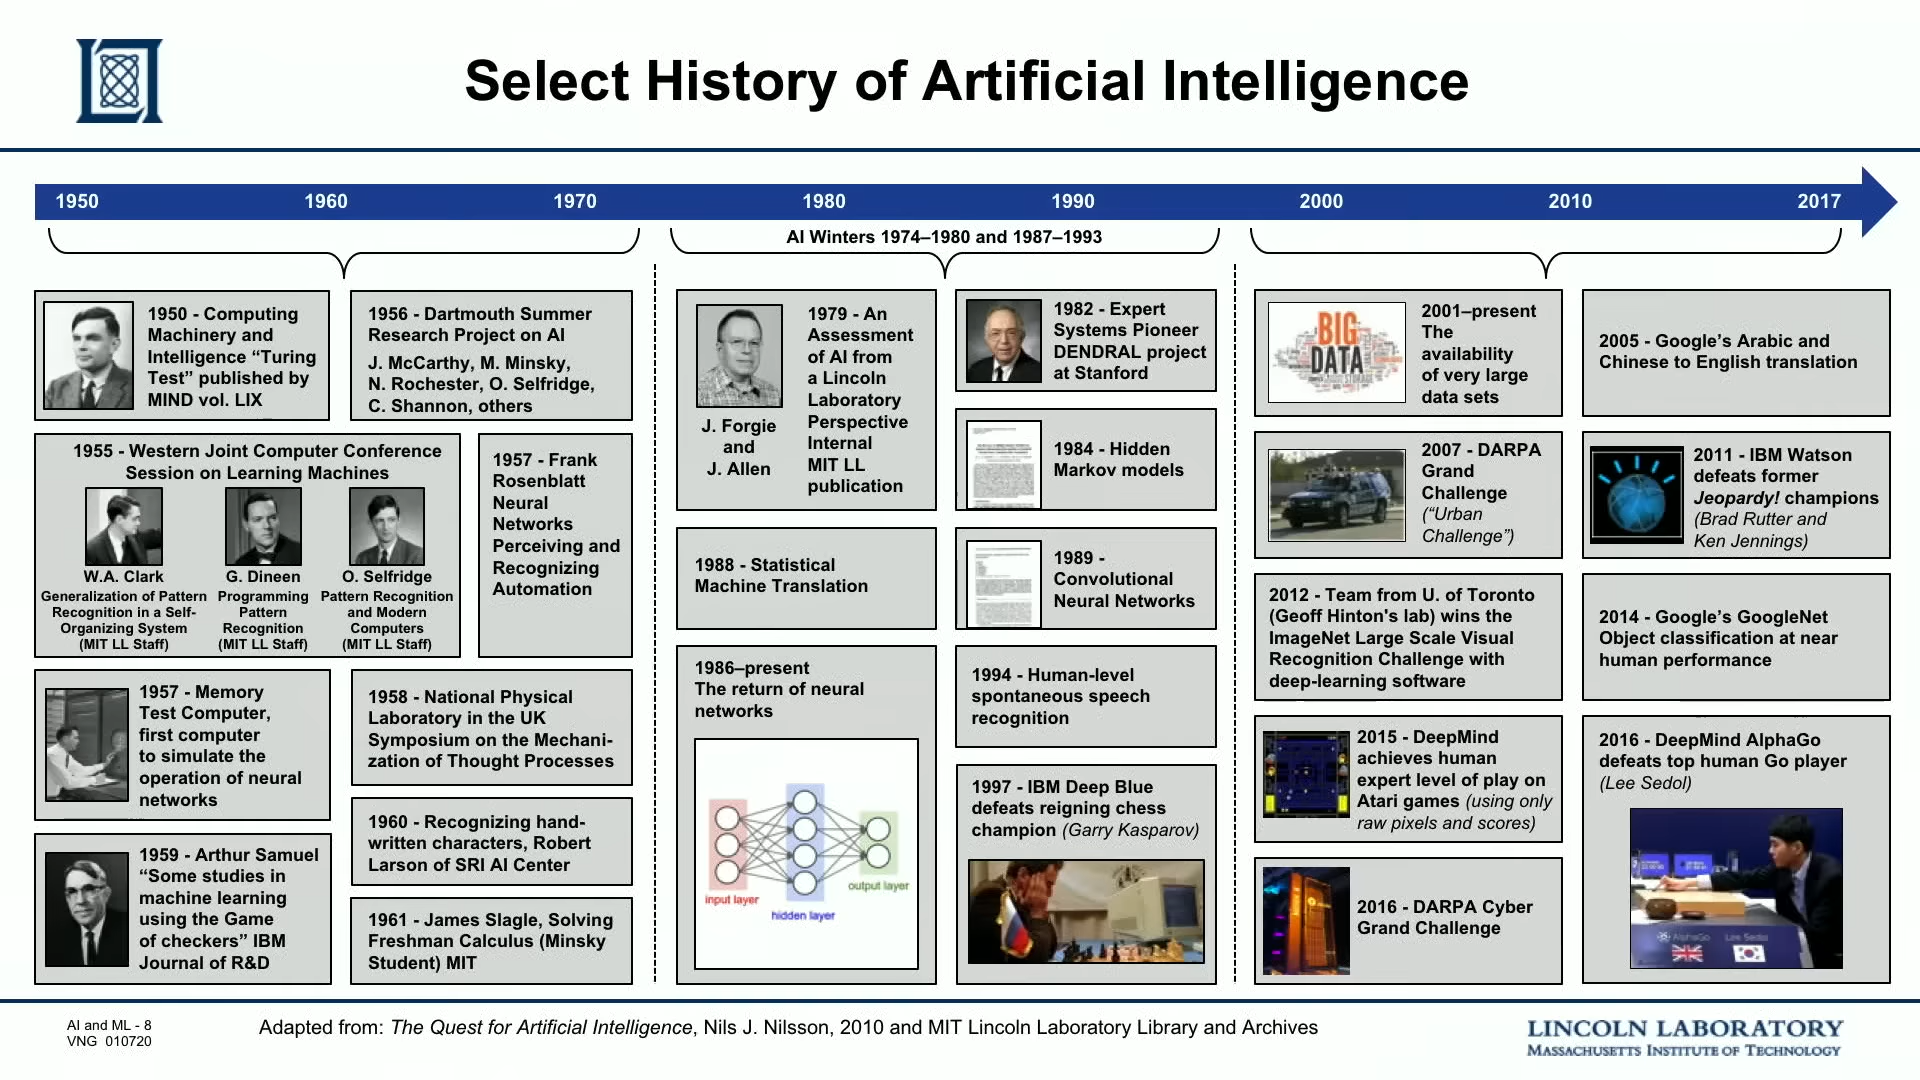 Select History of Artificial Intelligence
1950 1960 1970 1980 1990 2000 2010 2017
AI Winters 1974–1980 and 1987–1993
1950 - Computing
Machinery and
Intelligence “Turing
Test” published by
MIND vol. LIX
1956 - Dartmouth Summer
Research Project on AI
J. McCarthy, M. Minsky,
N. Rochester, O. Selfridge,
C. Shannon, others
1955 - Western Joint Computer Conference
Session on Learning Machines
W.A. Clark
Generalization of Pattern
Recognition in a Self-
Organizing System
(MIT LL Staff)
G. Dineen
Programming
Pattern
Recognition
(MIT LL Staff)
O. Selfridge
Pattern Recognition
and Modern
Computers
(MIT LL Staff)
1957 - Frank
Rosenblatt
Neural
Networks
Perceiving and
Recognizing
Automation
1957 - Memory
Test Computer,
first computer
to simulate the
operation of neural
networks
1958 - National Physical
Laboratory in the UK
Symposium on the Mechani-
zation of Thought Processes
1960 - Recognizing hand-
written characters, Robert
Larson of SRI AI Center
1959 - Arthur Samuel
“Some studies in
machine learning
using the Game
of checkers” IBM
Journal of R&D
1961 - James Slagle, Solving
Freshman Calculus (Minsky
Student) MIT
J. Forgie
and
J. Allen
1979 - An
Assessment
of AI from
a Lincoln
Laboratory
Perspective
Internal
MIT LL
publication
1982 - Expert
Systems Pioneer
DENDRAL project
at Stanford
1984 - Hidden
Markov models
1988 - Statistical
Machine Translation
1989 -
Convolutional
Neural Networks
1986–present
The return of neural
networks
input layer
hidden layer
output layer
1994 - Human-level
spontaneous speech
recognition
1997 - IBM Deep Blue
defeats reigning chess
champion (Garry Kasparov)
BIG
DATA
2001–present
The
availability
of very large
data sets
2005 - Google’s Arabic and
Chinese to English translation
2007 - DARPA
Grand
Challenge
(“Urban
Challenge”)
2011 - IBM Watson
defeats former
Jeopardy! champions
(Brad Rutter and
Ken Jennings)
2012 - Team from U. of Toronto
(Geoff Hinton's lab) wins the
ImageNet Large Scale Visual
Recognition Challenge with
deep-learning software
2014 - Google’s GoogleNet
Object classification at near
human performance
2015 - DeepMind
achieves human
expert level of play on
Atari games (using only
raw pixels and scores)
2016 - DeepMind AlphaGo
defeats top human Go player
(Lee Sedol)
AlphaGo Lee Sedol
2016 - DARPA Cyber
Grand Challenge
AI and ML - 8
VNG 010720
Adapted from: The Quest for Artificial Intelligence, Nils J. Nilsson, 2010 and MIT Lincoln Laboratory Library and Archives
LINCOLN LABORATORY
MASSACHUSETTS INSTITUTE OF TECHNOLOGY